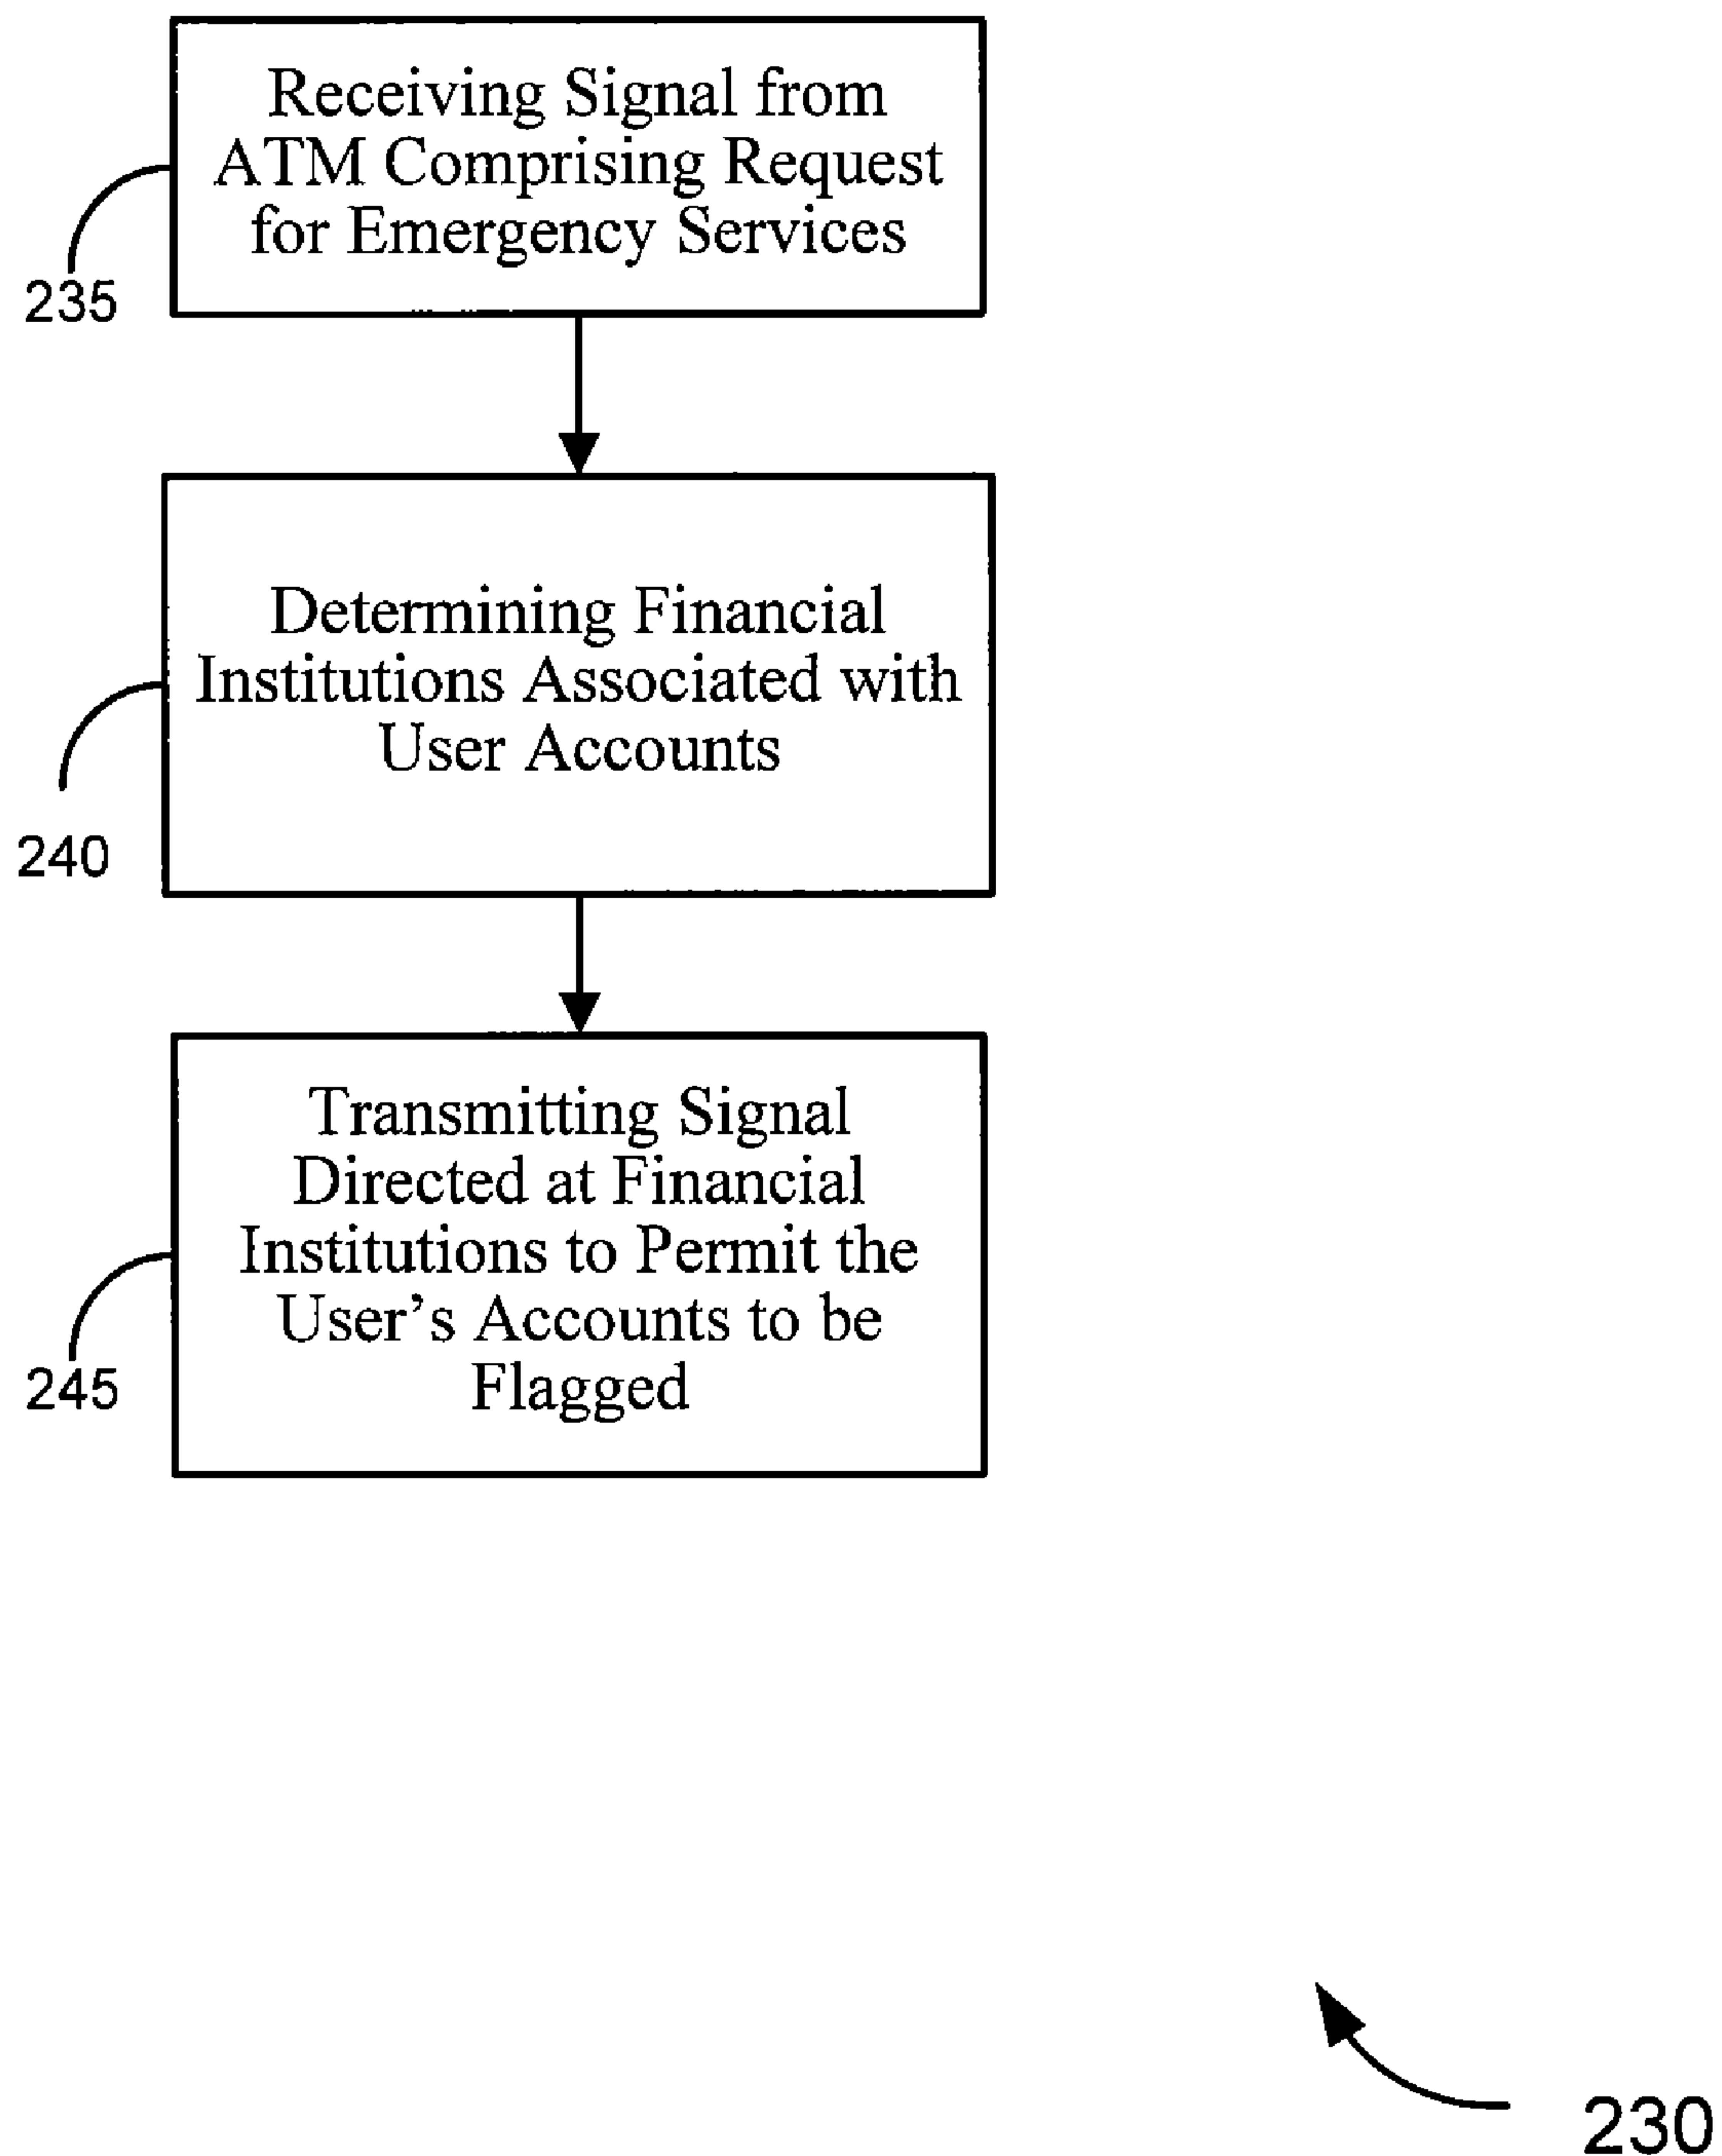 Receiving Signal from
ATM Comprising Request
for Emergency Services
235
Determining Financial
Institutions Associated with
User Accounts
240
Transmitting Signal
Directed at Financial
Institutions to Permit the
User's Accounts to be
Flagged
245
230